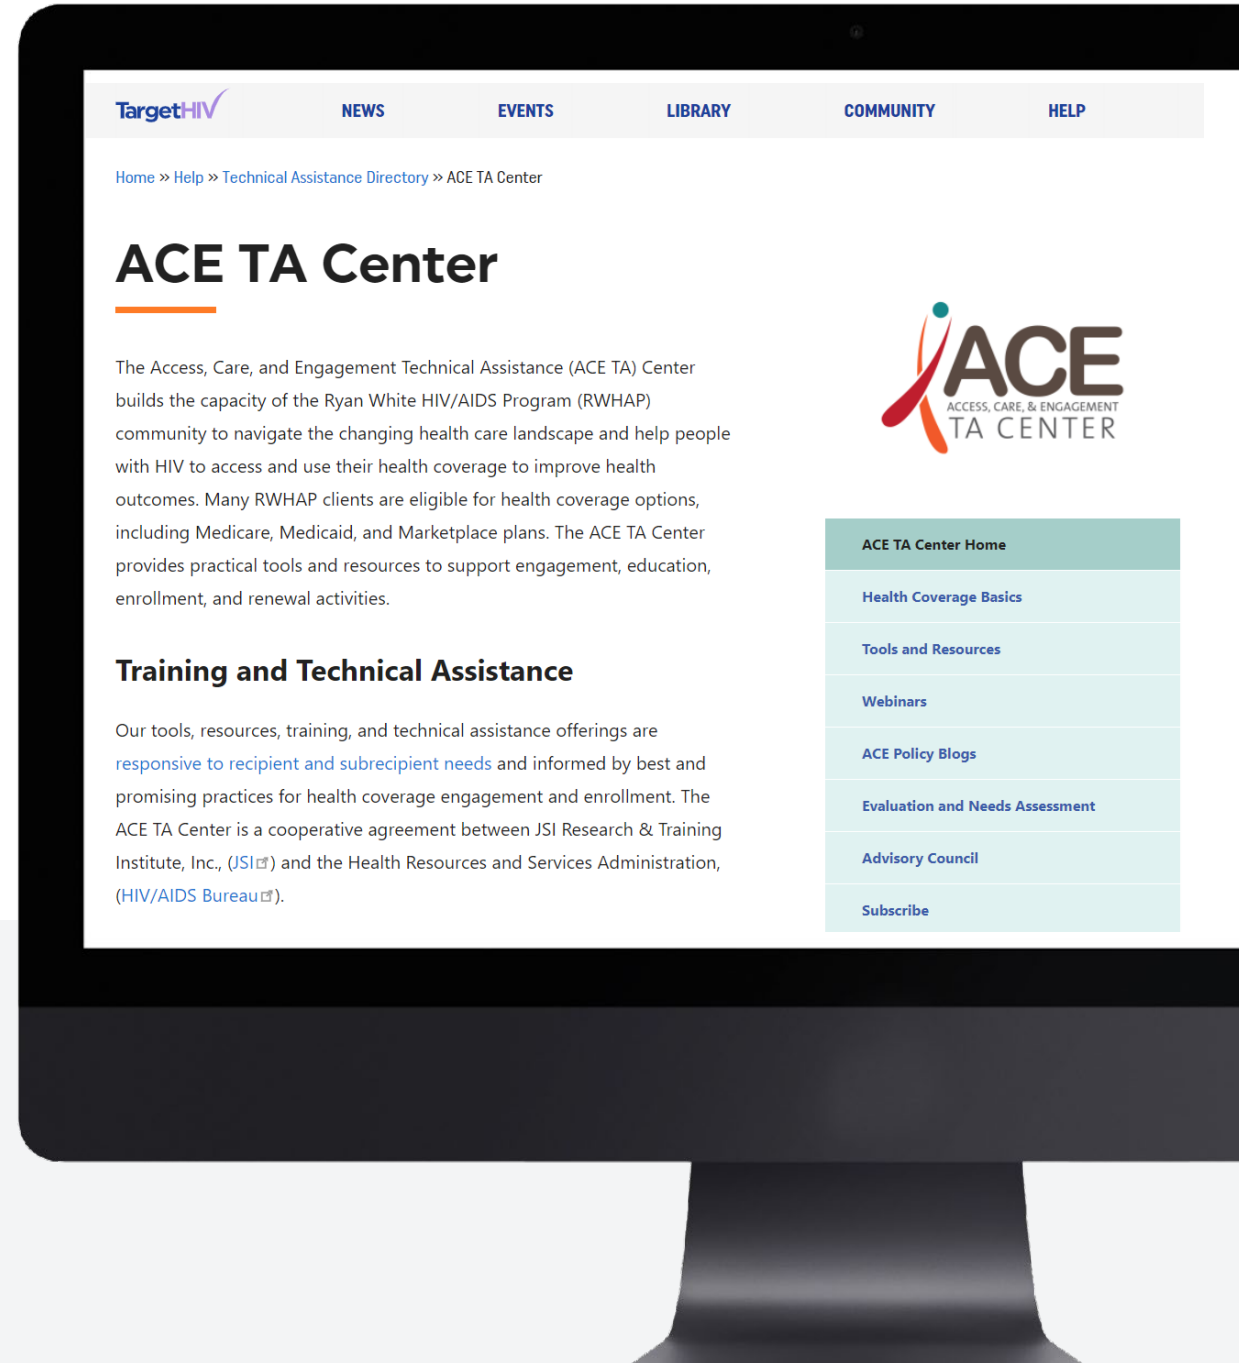 TargetHIV
NEWS
EVENTS
LIBRARY
COMMUNITY
HELP
Home » Help » Technical Assistance Directory » ACE TA Center
ACE TA Center
The Access, Care, and Engagement Technical Assistance (ACE TA) Center
builds the capacity of the Ryan White HIV/AIDS Program (RWHAP)
community to navigate the changing health care landscape and help people
with HIV to access and use their health coverage to improve health
outcomes. Many RWHAP clients are eligible for health coverage options,
including Medicare, Medicaid, and Marketplace plans. The ACE TA Center
provides practical tools and resources to support engagement, education,
enrollment, and renewal activities.
Training and Technical Assistance
Our tools, resources, training, and technical assistance offerings are
responsive to recipient and subrecipient needs and informed by best and
promising practices for health coverage engagement and enrollment. The
ACE TA Center is a cooperative agreement between JSI Research & Training
Institute, Inc., (JSI) and the Health Resources and Services Administration,
(HIV/AIDS Bureau).
ACE
ACCESS, CARE, & ENGAGEMENT
TA CENTER
ACE TA Center Home
Health Coverage Basics
Tools and Resources
Webinars
ACE Policy Blogs
Evaluation and Needs Assessment
Advisory Council
Subscribe